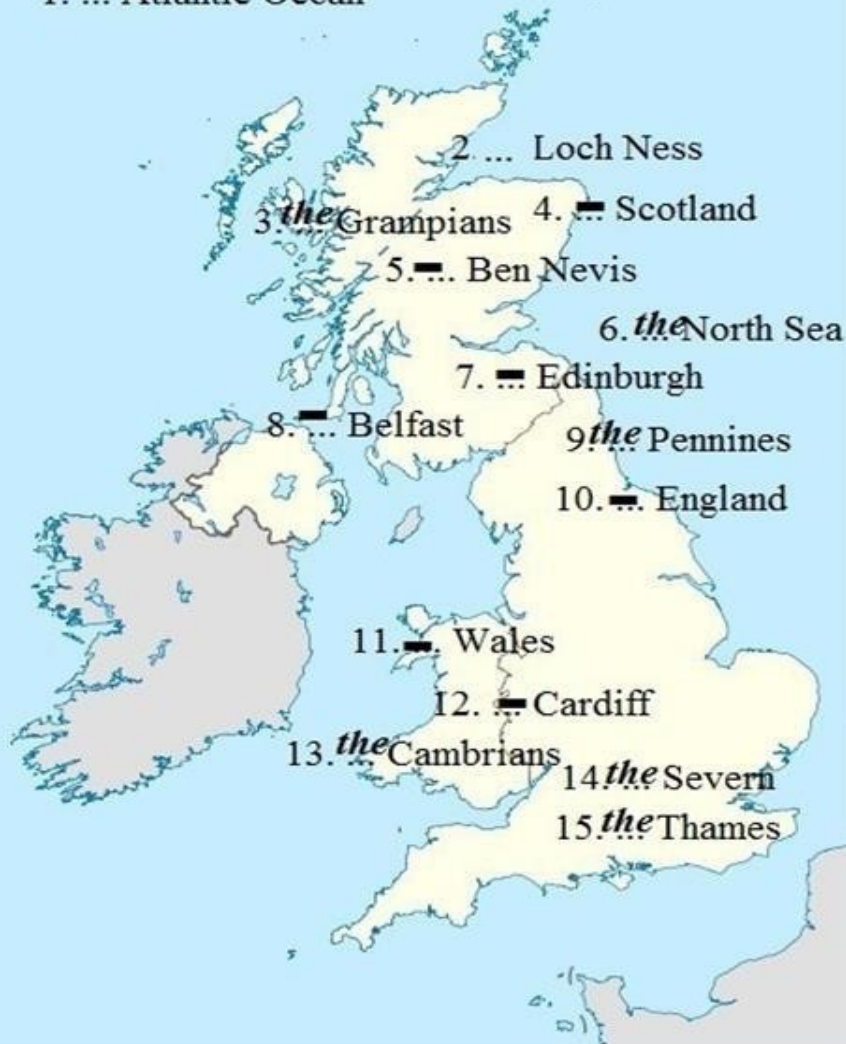 1. ... Atlantic Ocean
2. ... Loch Ness
3. the Grampians
4. – ... Scotland
5. – ... Ben Nevis
6. the North Sea
7. – ... Edinburgh
8. – ... Belfast
9. the Pennines
10. – ... England
11. – ... Wales
12. – ... Cardiff
13. the Cambrians
14. the Severn
15. the Thames